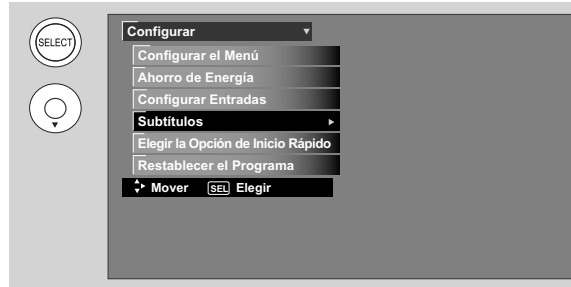 SELECT
Configurar
Configurar el Menú
Ahorro de Energía
Configurar Entradas
Subtítulos
Elegir la Opción de Inicio Rápido
Restablecer el Programa
Mover SEL Elegir